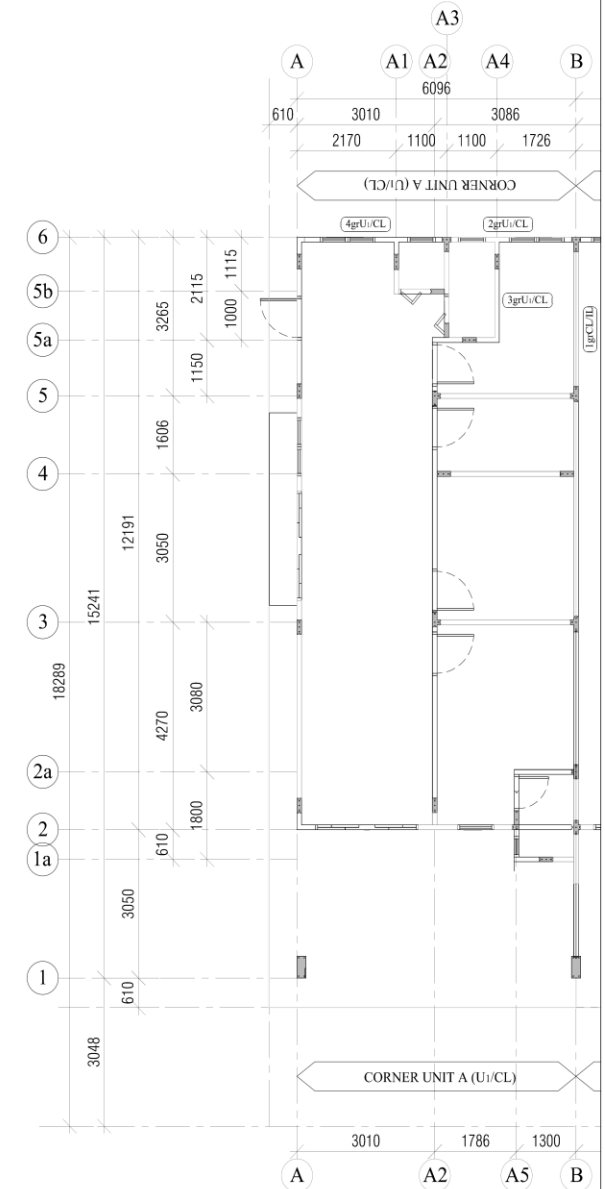 A3
A A1 A2 A4 B
6096
610 3010 3086
2170 1100 1100 1726
CORNER UNIT A (U1/CL)
4grU1/CL 2grU1/CL
6
1115
5b
2115
3265
3grU1/CL
1grCL/IL
1000
5a
1150
5
1606
4
12191
3050
15241
3
18289
3080
4270
2a
1800
2
610
1a
3050
1
610
3048
CORNER UNIT A (U1/CL)
3010 1786 1300
A A2 A5 B